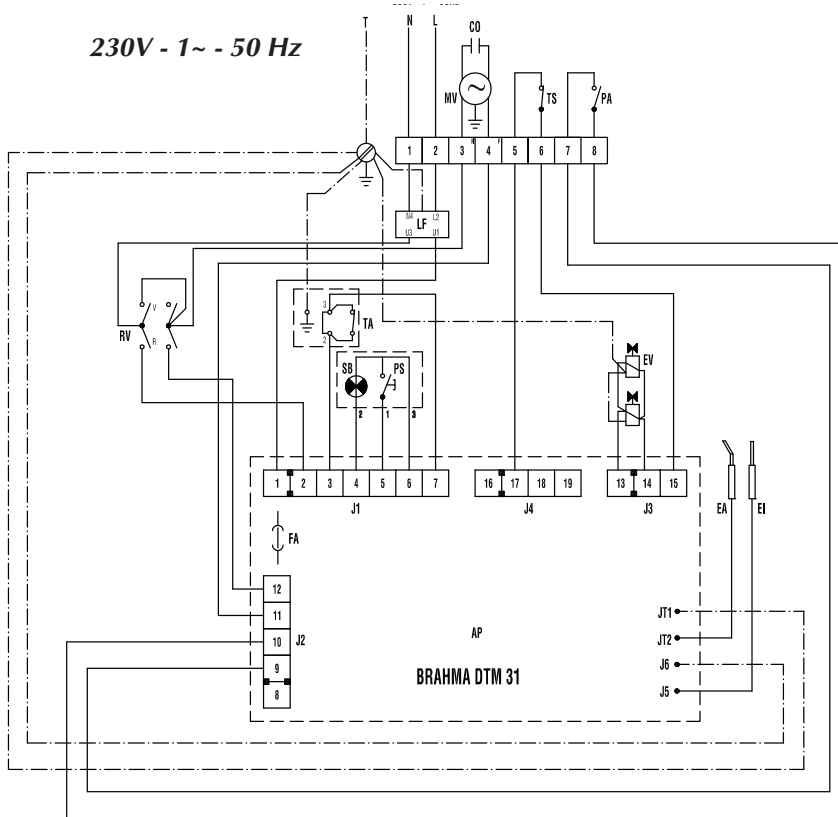 230V - 1~ - 50 Hz
T N L CO
MV TS PA
1 2 3 4 5 6 7 8
N4 L2
LF
U3 U1
3
TA
2
V
RV
R
SB PS
2 1 3
EV
1 2 3 4 5 6 7
J1
16 17 18 19
J4
13 14 15
J3
EA EI
FA
12
11
10 J2
9
8
AP
BRAHMA DTM 31
JT1
JT2
J6
J5